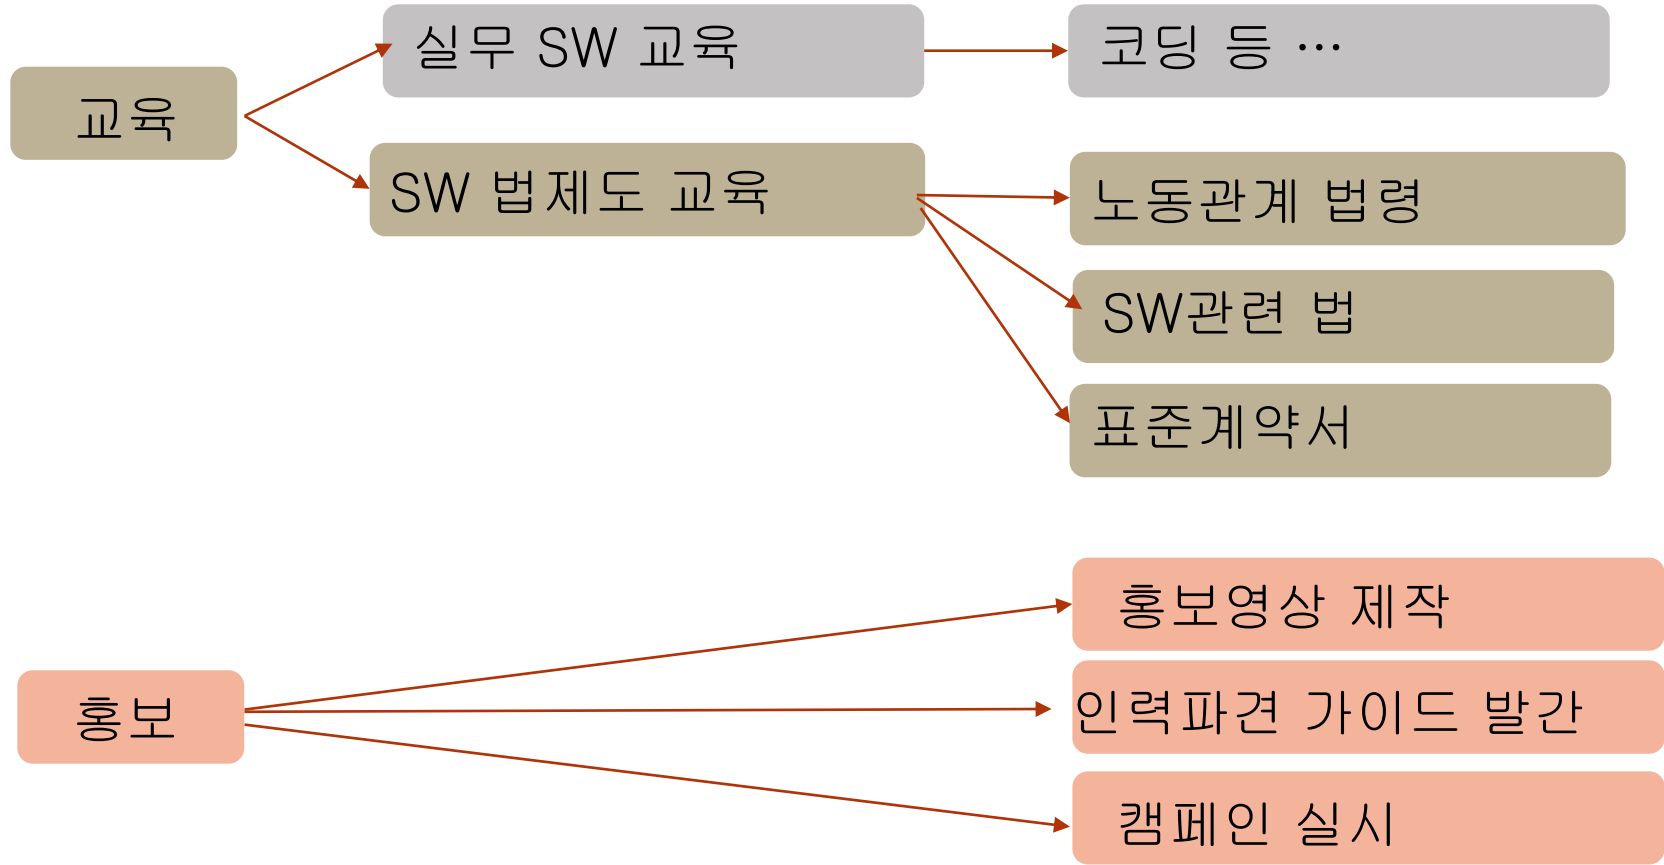 교육
실무 SW 교육
코딩 등 …
SW 법제도 교육
노동관계 법령
SW관련 법
표준계약서
홍보
홍보영상 제작
인력파견 가이드 발간
캠페인 실시